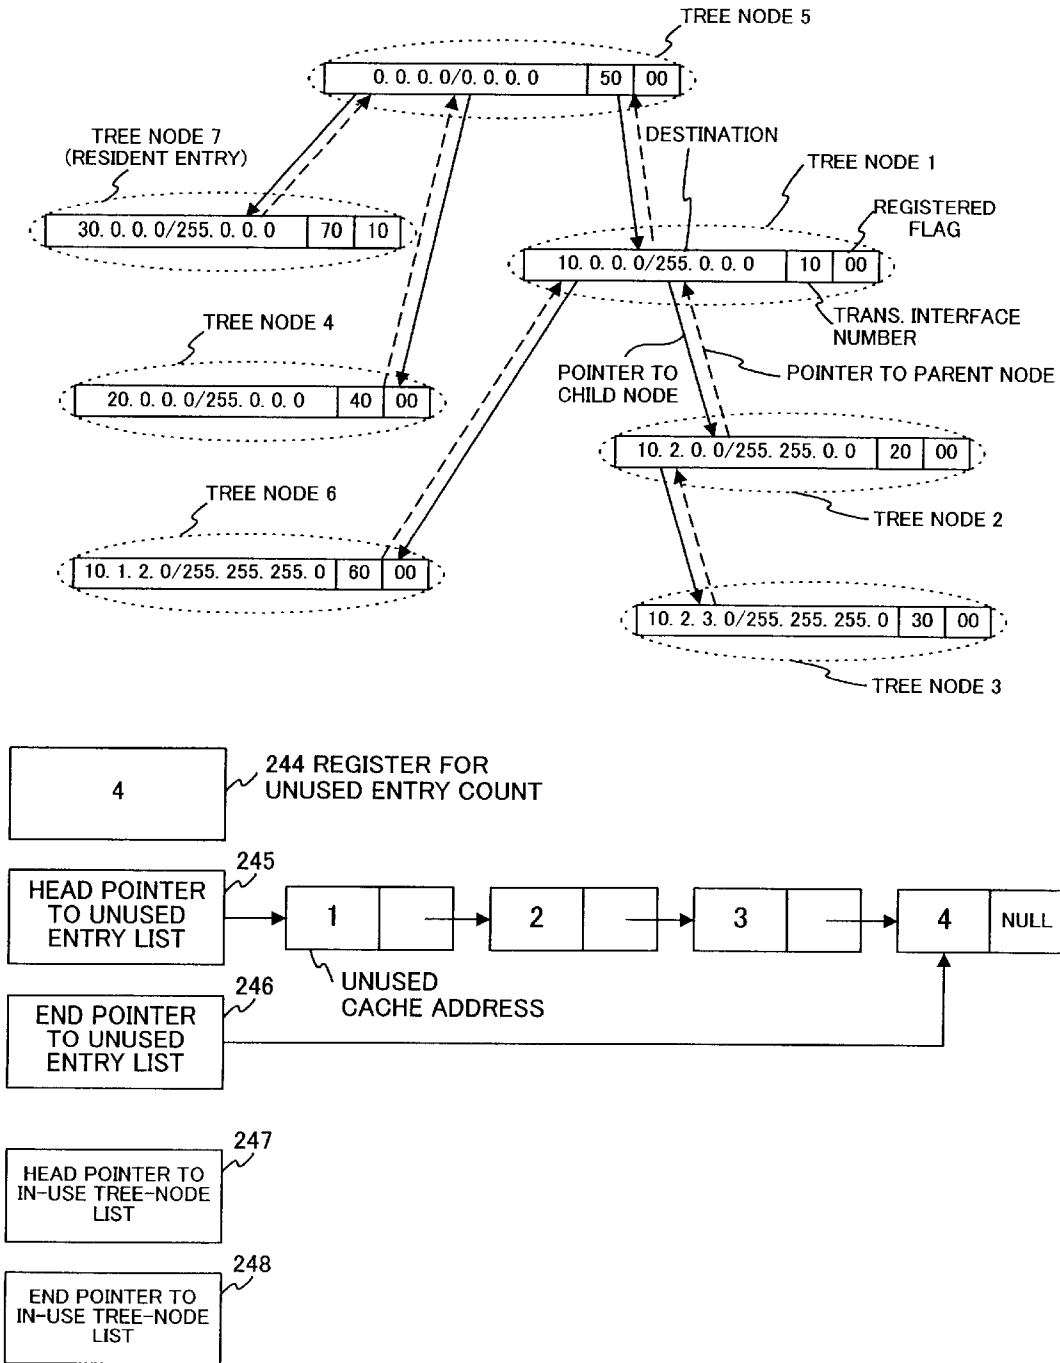 TREE NODE 5
0. 0. 0. 0/0. 0. 0. 0 50 00
TREE NODE 7
(RESIDENT ENTRY)
DESTINATION
TREE NODE 1
30. 0. 0. 0/255. 0. 0. 0 70 10
REGISTERED
FLAG
10. 0. 0. 0/255. 0. 0. 0 10 00
TRANS. INTERFACE
NUMBER
TREE NODE 4
POINTER TO
CHILD NODE
POINTER TO PARENT NODE
20. 0. 0. 0/255. 0. 0. 0 40 00
10. 2. 0. 0/255. 255. 0. 0 20 00
TREE NODE 6
TREE NODE 2
10. 1. 2. 0/255. 255. 255. 0 60 00
10. 2. 3. 0/255. 255. 255. 0 30 00
TREE NODE 3
4
244 REGISTER FOR
UNUSED ENTRY COUNT
245
HEAD POINTER
TO UNUSED
ENTRY LIST
1 2 3 4 NULL
UNUSED
CACHE ADDRESS
246
END POINTER
TO UNUSED
ENTRY LIST
247
HEAD POINTER TO
IN-USE TREE-NODE
LIST
248
END POINTER TO
IN-USE TREE-NODE
LIST